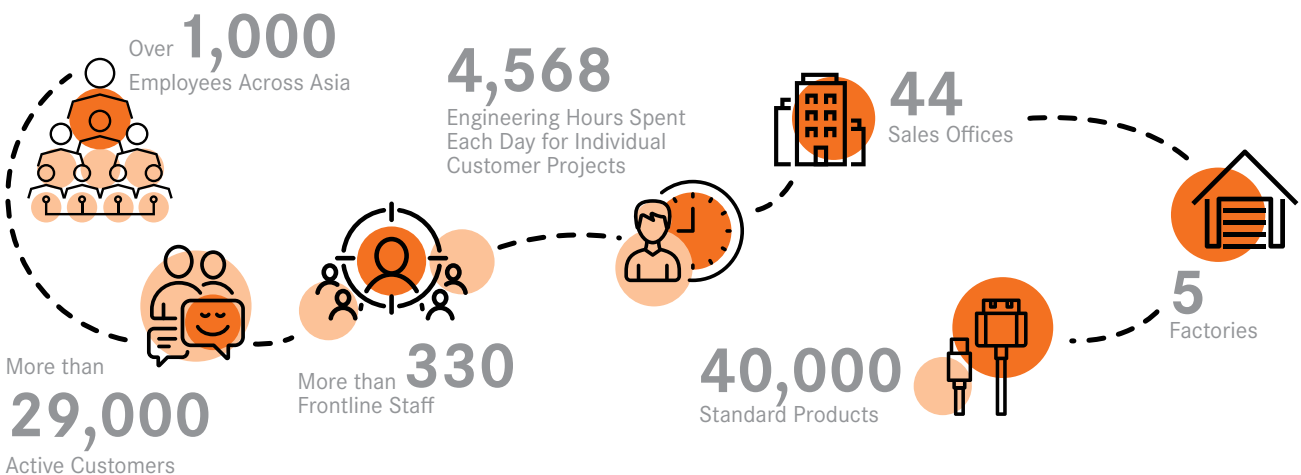 Over 1,000
Employees Across Asia
More than
29,000
Active Customers
More than 330
Frontline Staff
4,568
Engineering Hours Spent
Each Day for Individual
Customer Projects
44
Sales Offices
5
Factories
40,000
Standard Products